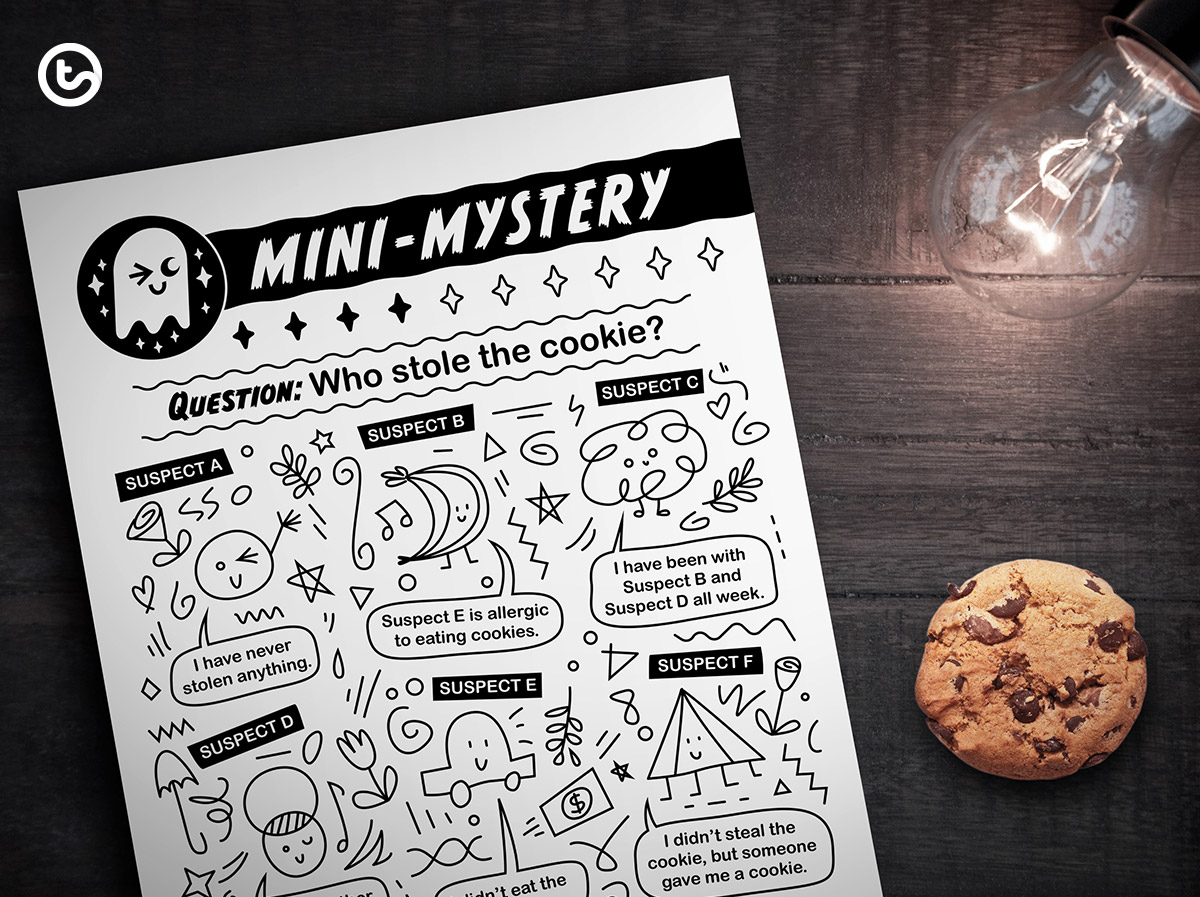 t
MINI-MYSTERY
QUESTION: Who stole the cookie?
SUSPECT A
I have never
stolen anything.
SUSPECT B
Suspect E is allergic
to eating cookies.
SUSPECT C
I have been with
Suspect B and
Suspect D all week.
SUSPECT D
SUSPECT E
eat the
SUSPECT F
I didn't steal the
cookie, but someone
gave me a cookie.
$